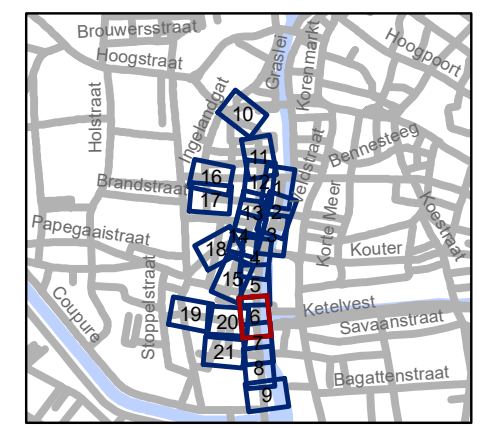 Brouwersstraat
Hoogstraat
Graslei
Korenmarkt
Hoogpoort
Holstraat
Ingelandgat
10
11
Bennesteeg
Brandstraat
16
12
1
17
13
2
Korte Meer
Koestraat
Papegaaistraat
18
14
3
Kouter
4
15
5
Coupure
Stoppelstraat
19
20
6
Ketelvest
Savaanstraat
21
7
8
Bagattenstraat
9